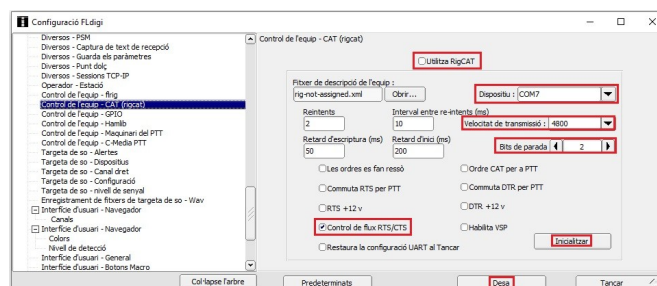 Configuració FLdigi
Diversos - PSM
Diversos - Captura de text de recepció
Diversos - Guarda els paràmetres
Diversos - Punt dolç
Diversos - Sessions TCP-IP
Operador - Estació
Control de l'equip - flrig
Control de l'equip - CAT (rigcat)
Control de l'equip - GPIO
Control de l'equip - Hamlib
Control de l'equip - Maquinari del PTT
Control de l'equip - C-Media PTT
Targeta de so - Alertes
Targeta de so - Dispositius
Targeta de so - Canal dret
Targeta de so - Configuració
Targeta de so - nivell de senyal
Enregistrament de fitxers de targeta de so - Wav
Interfície d'usuari - Navegador
Canals
Interfície d'usuari - Navegador
Colors
Nivell de detecció
Interfície d'usuari - General
Interfície d'usuari - Botons Macro
Control de l'equip - CAT (rigcat)
Utilitza RigCAT
Fitxer de descripció de l'equip :
rig-not-assigned.xml Obrir... Dispositiu : COM7
Reintents Interval entre re-intents (ms)
2 10 Velocitat de transmissió : 4800
Retard d'escriptura (ms) Retard d'inici (ms) Bits de parada 2
50 200
Les ordres es fan ressò Ordre CAT per a PTT
Commuta RTS per PTT Commuta DTR per PTT
RTS +12 v DTR +12 v
Control de flux RTS/CTS Habilita VSP
Restaura la configuració UART al Tancar Inicialitzar
Col·lapse l'arbre Predeterminats Desa Tancar